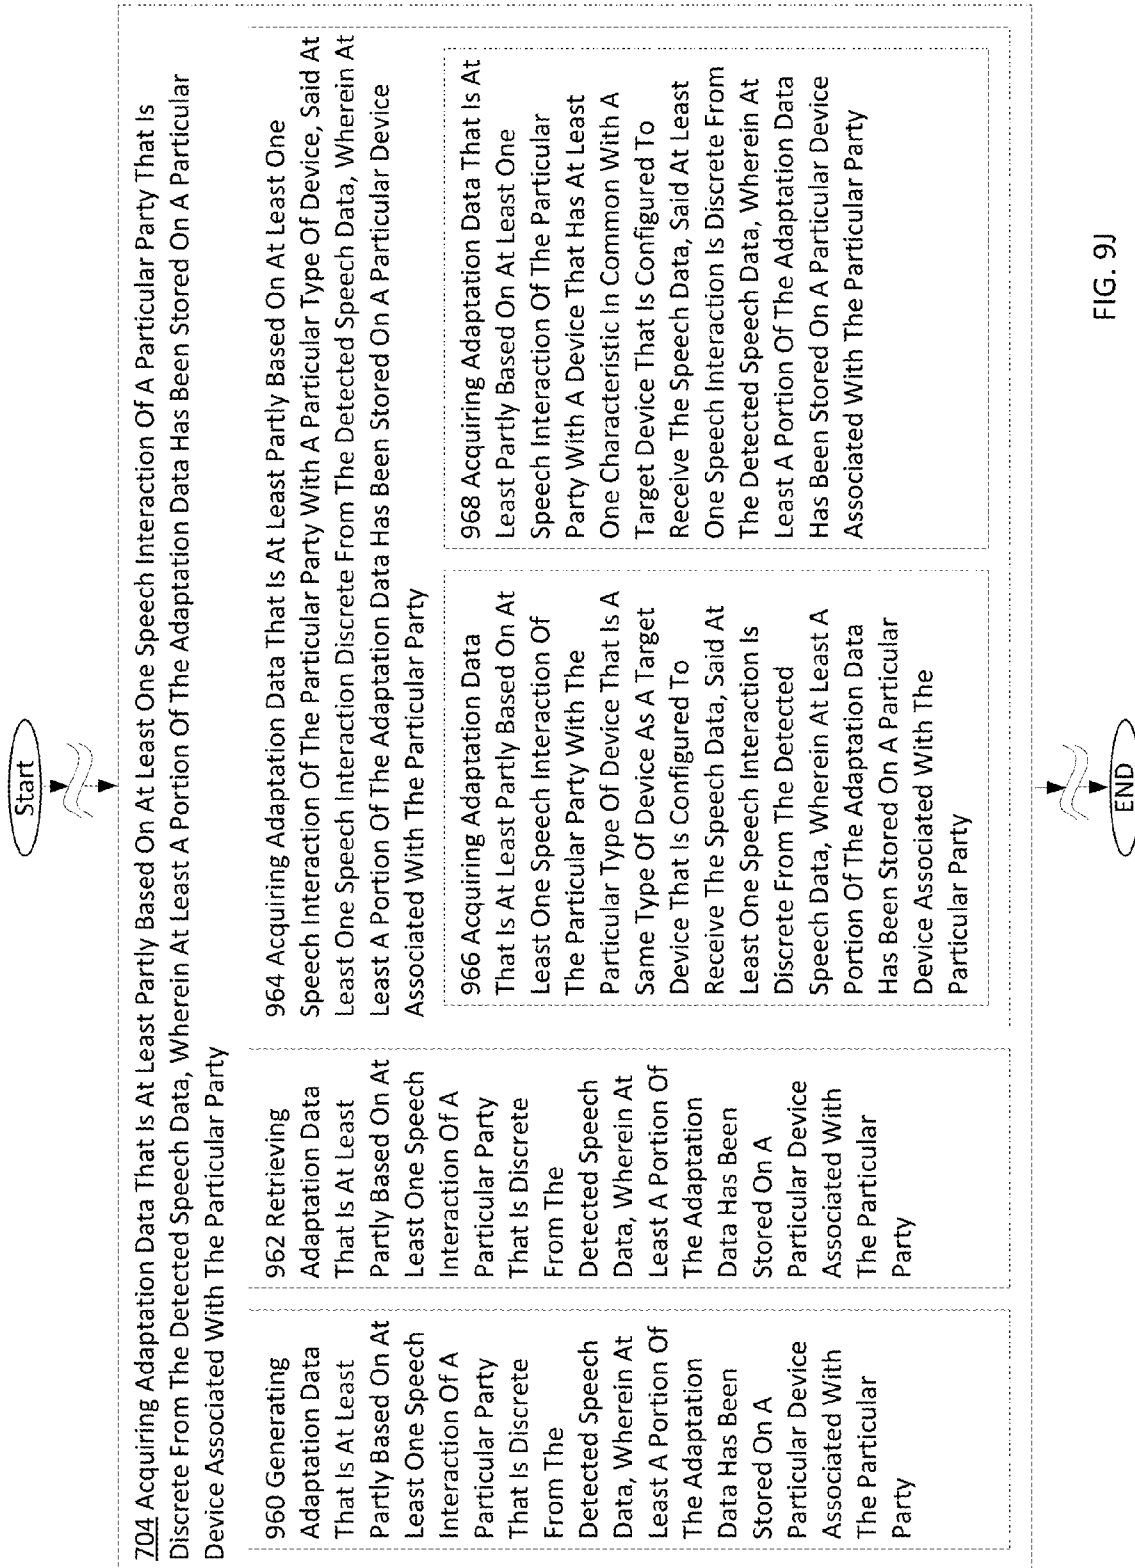 Start
704 Acquiring Adaptation Data That Is At Least Partly Based On At Least One Speech Interaction Of A Particular Party That Is
Discrete From The Detected Speech Data, Wherein At Least A Portion Of The Adaptation Data Has Been Stored On A Particular
Device Associated With The Particular Party
960 Generating
Adaptation Data
That Is At Least
Partly Based On At
Least One Speech
Interaction Of A
Particular Party
That Is Discrete
From The
Detected Speech
Data, Wherein At
Least A Portion Of
The Adaptation
Data Has Been
Stored On A
Particular Device
Associated With
The Particular
Party
962 Retrieving
Adaptation Data
That Is At Least
Partly Based On At
Least One Speech
Interaction Of A
Particular Party
That Is Discrete
From The
Detected Speech
Data, Wherein At
Least A Portion Of
The Adaptation
Data Has Been
Stored On A
Particular Device
Associated With
The Particular
Party
964 Acquiring Adaptation Data That Is At Least Partly Based On At Least One
Speech Interaction Of The Particular Party With A Particular Type Of Device, Said At
Least One Speech Interaction Discrete From The Detected Speech Data, Wherein At
Least A Portion Of The Adaptation Data Has Been Stored On A Particular Device
Associated With The Particular Party
966 Acquiring Adaptation Data
That Is At Least Partly Based On At
Least One Speech Interaction Of
The Particular Party With The
Particular Type Of Device That Is A
Same Type Of Device As A Target
Device That Is Configured To
Receive The Speech Data, Said At
Least One Speech Interaction Is
Discrete From The Detected
Speech Data, Wherein At Least A
Portion Of The Adaptation Data
Has Been Stored On A Particular
Device Associated With The
Particular Party
968 Acquiring Adaptation Data That Is At
Least Partly Based On At Least One
Speech Interaction Of The Particular
Party With A Device That Has At Least
One Characteristic In Common With A
Target Device That Is Configured To
Receive The Speech Data, Said At Least
One Speech Interaction Is Discrete From
The Detected Speech Data, Wherein At
Least A Portion Of The Adaptation Data
Has Been Stored On A Particular Device
Associated With The Particular Party
END
FIG. 9J